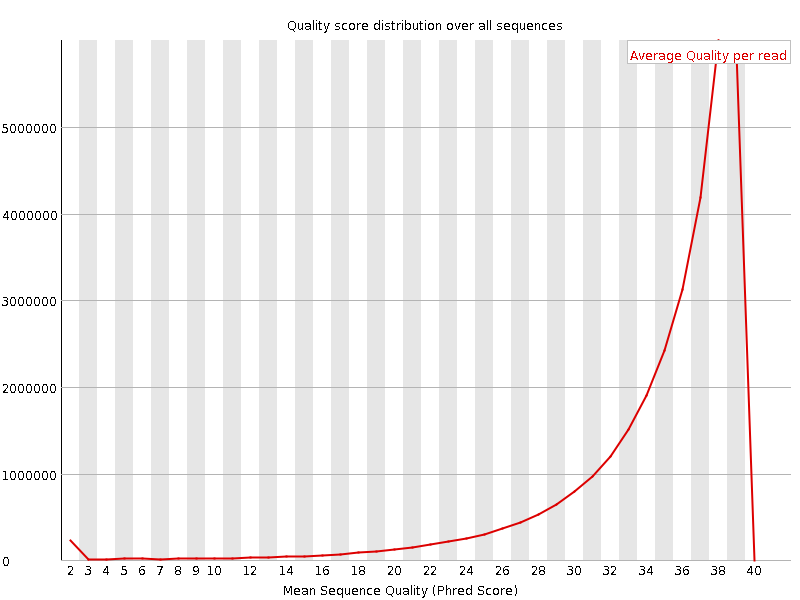 Quality score distribution over all sequences
Average Quality per read
5000000
4000000
3000000
2000000
1000000
0
2 3 4 5 6 7 8 9 10 12 14 16 18 20 22 24 26 28 30 32 34 36 38 40
Mean Sequence Quality (Phred Score)